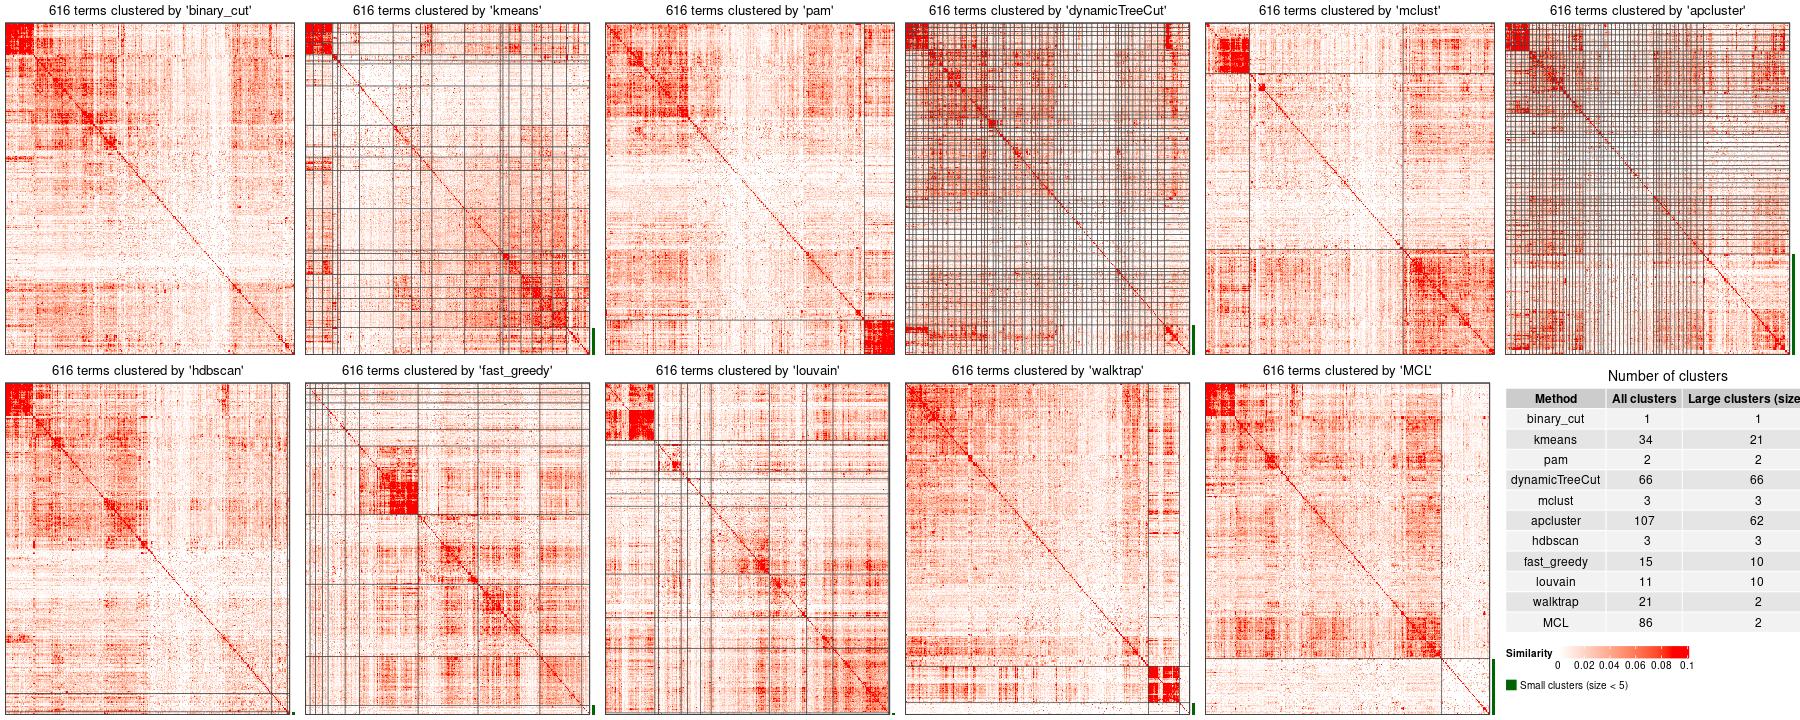 616 terms clustered by 'binary_cut'
616 terms clustered by 'kmeans'
616 terms clustered by 'pam'
616 terms clustered by 'dynamicTreeCut'
616 terms clustered by 'mclust'
616 terms clustered by 'apcluster'
616 terms clustered by 'hdbscan'
616 terms clustered by 'fast_greedy'
616 terms clustered by 'louvain'
616 terms clustered by 'walktrap'
616 terms clustered by 'MCL'
Number of clusters
Method All clusters Large clusters (size
binary_cut 1 1
kmeans 34 21
pam 2 2
dynamicTreeCut 66 66
mclust 3 3
apcluster 107 62
hdbscan 3 3
fast_greedy 15 10
louvain 11 10
walktrap 21 2
MCL 86 2
Similarity
0 0.02 0.04 0.06 0.08 0.1
Small clusters (size < 5)